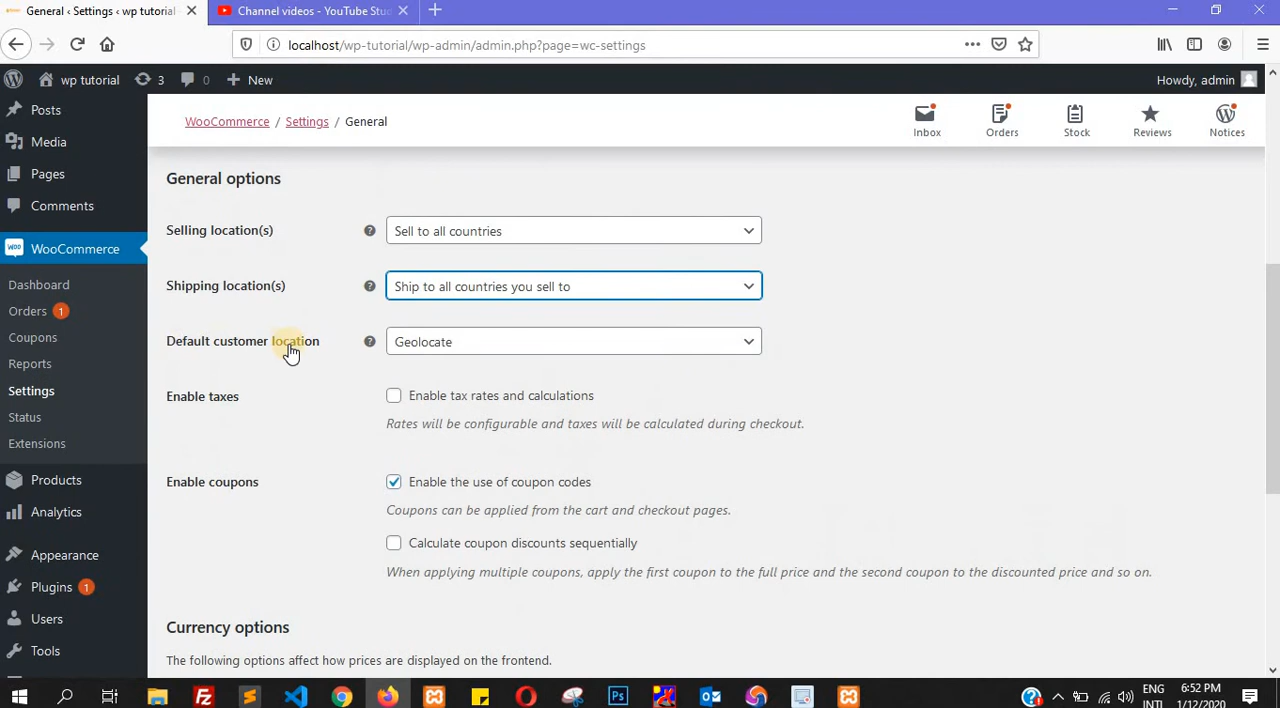 General ‹ Settings ‹ wp tutorial
Channel videos - YouTube Stu
localhost/wp-tutorial/wp-admin/admin.php?page=wc-settings
wp tutorial 3 0 New Howdy, admin
Posts
Media
Pages
Comments
WooCommerce
Dashboard
Orders 1
Coupons
Reports
Settings
Status
Extensions
Products
Analytics
Appearance
Plugins 1
Users
Tools
WooCommerce / Settings / General
Inbox Orders Stock Reviews Notices
General options
Selling location(s) ? Sell to all countries
Shipping location(s) ? Ship to all countries you sell to
Default customer location ? Geolocate
Enable taxes Enable tax rates and calculations
Rates will be configurable and taxes will be calculated during checkout.
Enable coupons Enable the use of coupon codes
Coupons can be applied from the cart and checkout pages.
Calculate coupon discounts sequentially
When applying multiple coupons, apply the first coupon to the full price and the second coupon to the discounted price and so on.
Currency options
The following options affect how prices are displayed on the frontend.
ENG 6:52 PM
INTL 1/12/2020